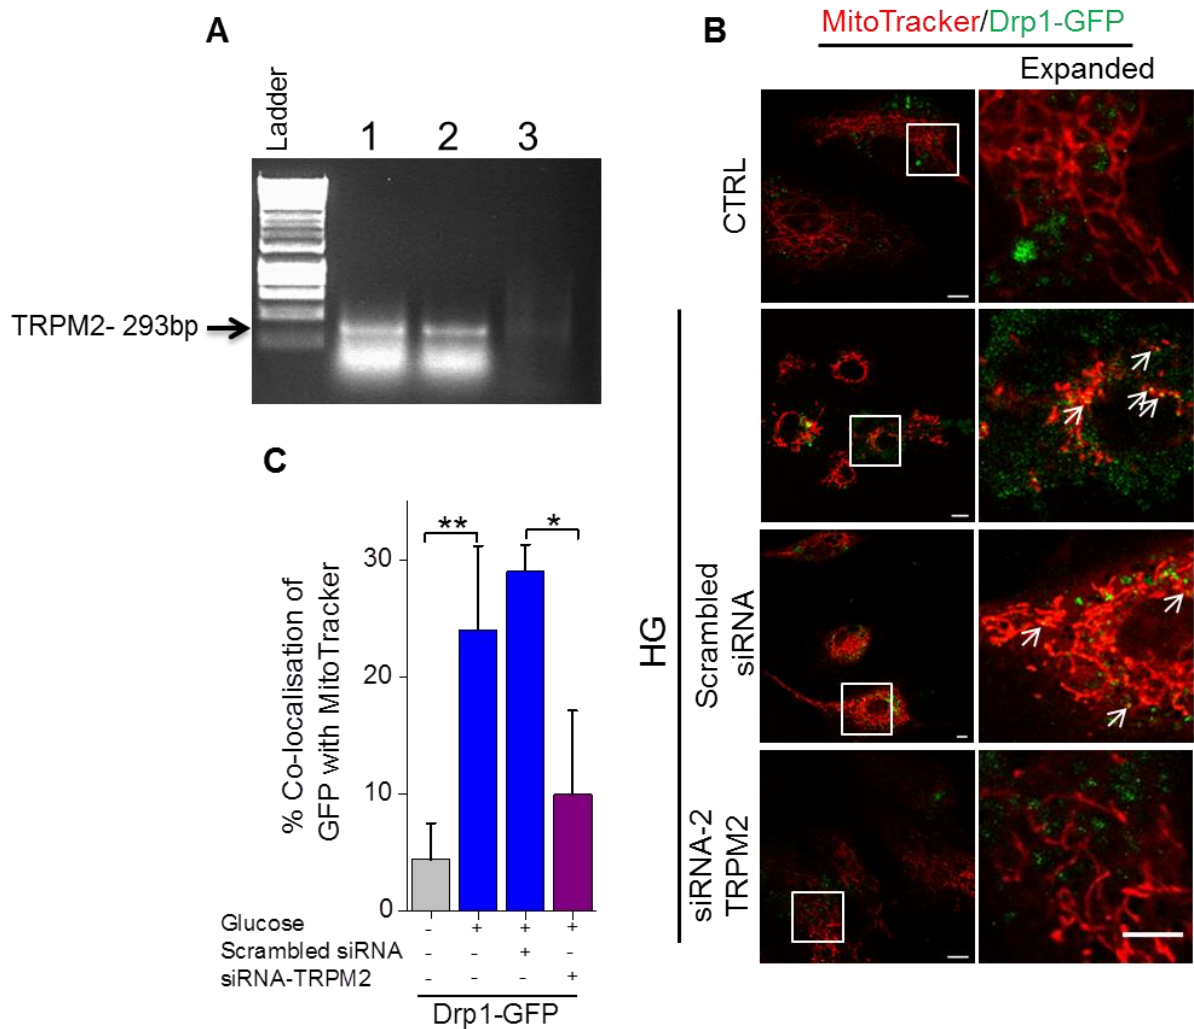 A
Ladder
1 2 3
TRPM2- 293bp
B
MitoTracker/Drp1-GFP
Expanded
CTRL
HG
Scrambled
siRNA
siRNA-2
TRPM2
C
% Co-localisation of
GFP with MitoTracker
** *
30
20
10
0
Glucose - + + +
Scrambled siRNA - - + -
siRNA-TRPM2 - - - +
Drp1-GFP